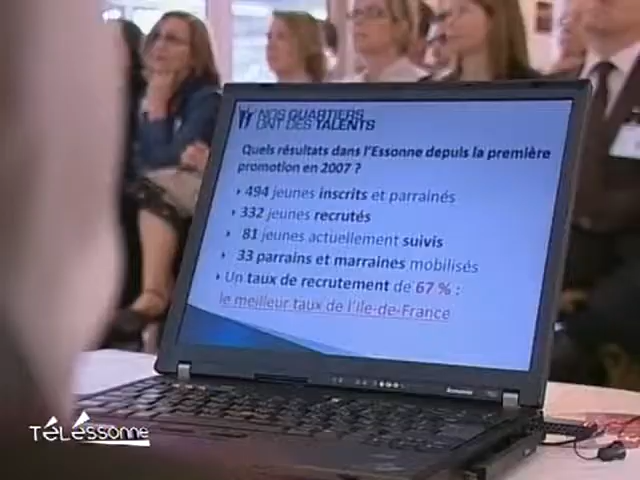 NOS QUARTIERS
ONT DES TALENTS
Quels résultats dans l'Essonne depuis la première
promotion en 2007 ?
494 jeunes inscrits et parrainés
332 jeunes recrutés
81 jeunes actuellement suivis
33 parrains et marraines mobilisés
Un taux de recrutement de 67 % :
le meilleur taux de l'Ile-de-France
lenovo
TéLéSSONNE